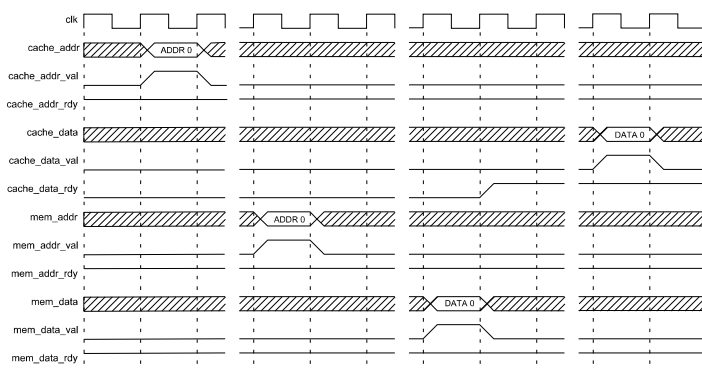 clk
cache_addr ADDR 0
cache_addr_val
cache_addr_rdy
cache_data DATA 0
cache_data_val
cache_data_rdy
mem_addr ADDR 0
mem_addr_val
mem_addr_rdy
mem_data DATA 0
mem_data_val
mem_data_rdy